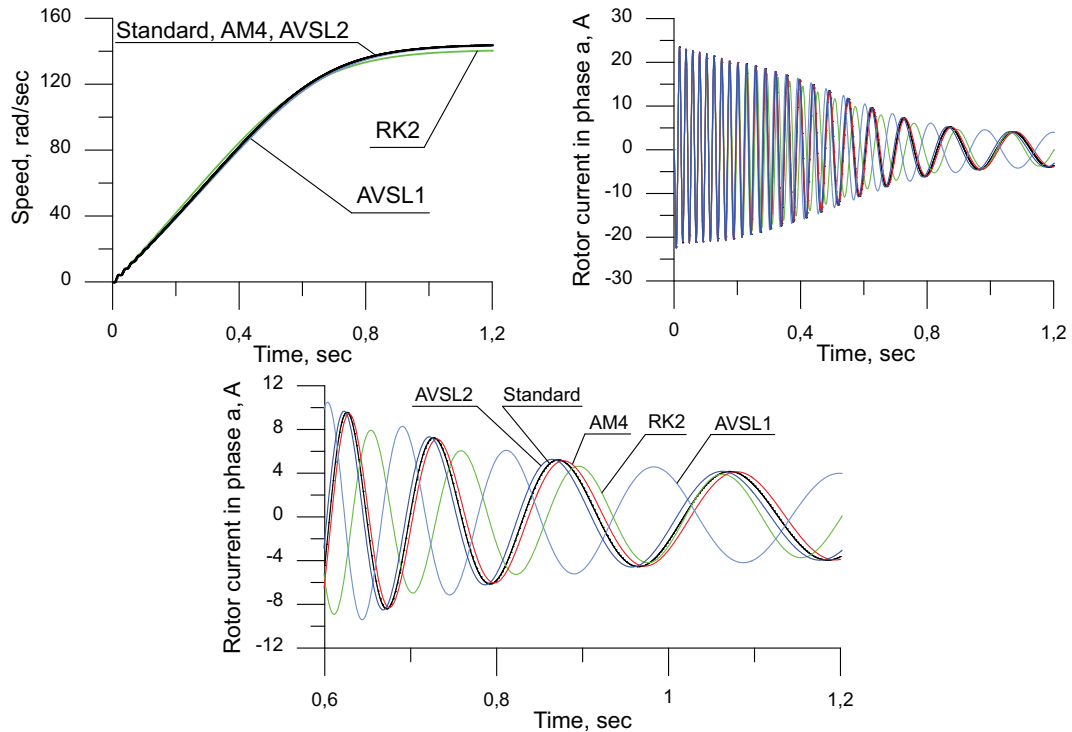 160
120
80
40
0
Speed, rad/sec
Standard, AM4, AVSL2
RK2
AVSL1
0
0,4
0,8
1,2
Time, sec
30
20
10
0
-10
-20
-30
Rotor current in phase a, A
0
0,4
0,8
1,2
Time, sec
12
8
4
0
-4
-8
-12
Rotor current in phase a, A
AVSL2
Standard
AM4
RK2
AVSL1
0,6
0,8
1
1,2
Time, sec